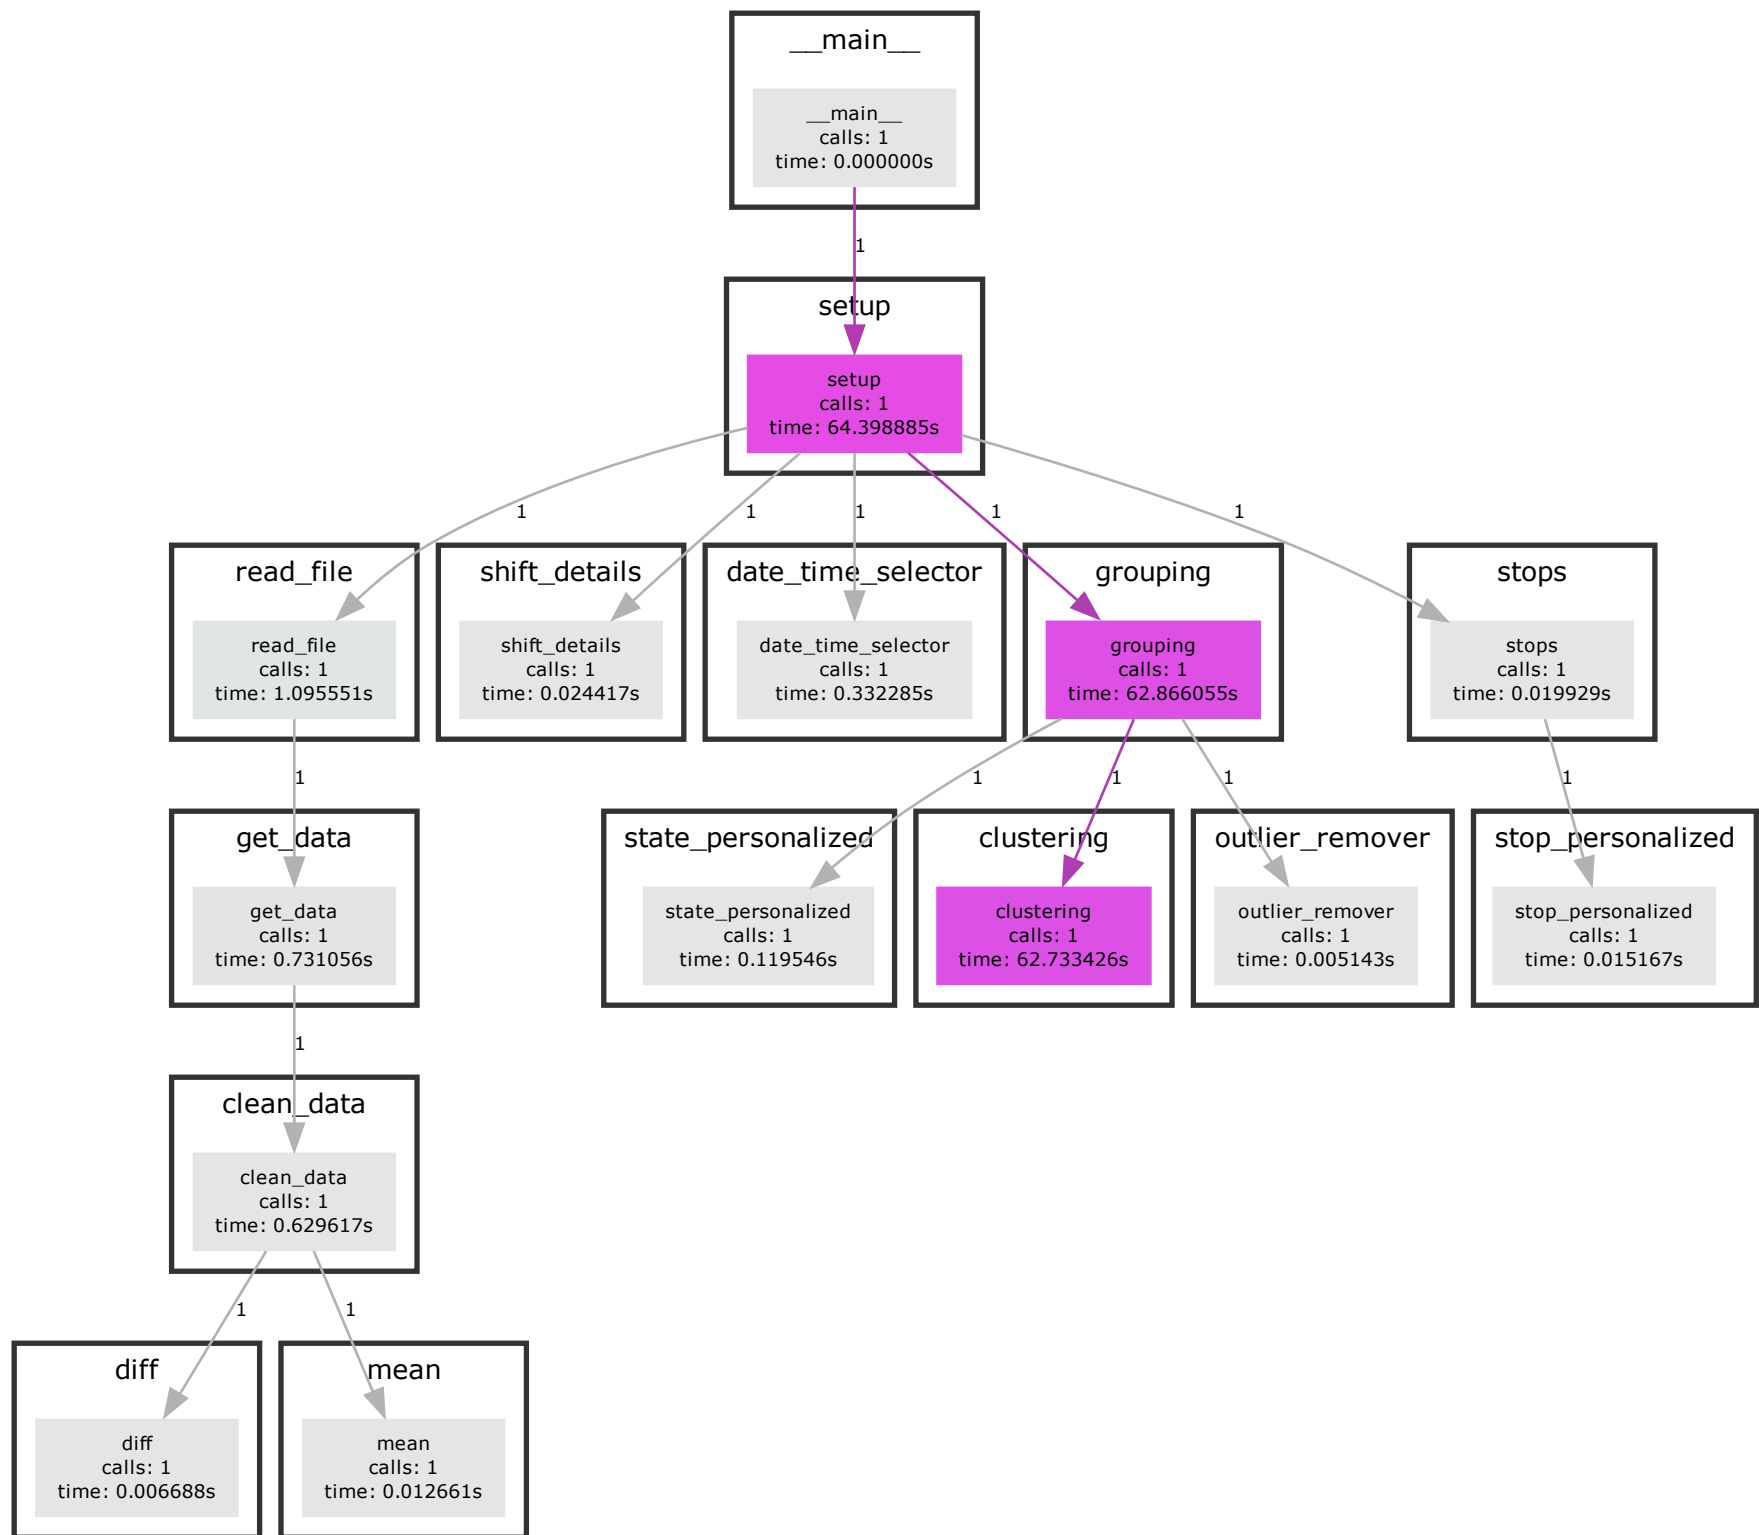 __main__
__main__
calls: 1
time: 0.000000s
1
setup
setup
calls: 1
time: 64.398885s
1
1
1
1
1
read_file
read_file
calls: 1
time: 1.095551s
shift_details
shift_details
calls: 1
time: 0.024417s
date_time_selector
date_time_selector
calls: 1
time: 0.332285s
grouping
grouping
calls: 1
time: 62.866055s
stops
stops
calls: 1
time: 0.019929s
1
1
1
1
1
get_data
get_data
calls: 1
time: 0.731056s
state_personalized
state_personalized
calls: 1
time: 0.119546s
clustering
clustering
calls: 1
time: 62.733426s
outlier_remover
outlier_remover
calls: 1
time: 0.005143s
stop_personalized
stop_personalized
calls: 1
time: 0.015167s
1
clean_data
clean_data
calls: 1
time: 0.629617s
1
1
diff
diff
calls: 1
time: 0.006688s
mean
mean
calls: 1
time: 0.012661s